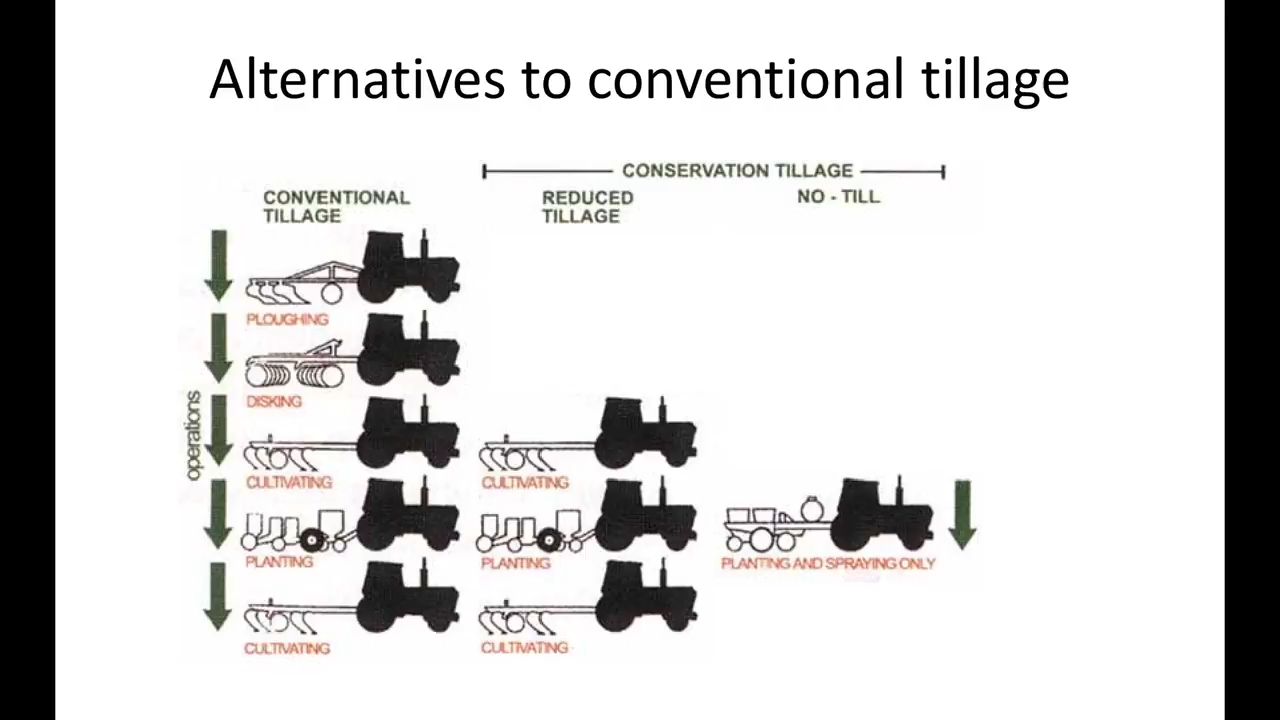 Alternatives to conventional tillage
CONSERVATION TILLAGE
CONVENTIONAL
TILLAGE
REDUCED
TILLAGE
NO - TILL
operations
PLOUGHING
DISKING
CULTIVATING
CULTIVATING
PLANTING
PLANTING
PLANTING AND SPRAYING ONLY
CULTIVATING
CULTIVATING